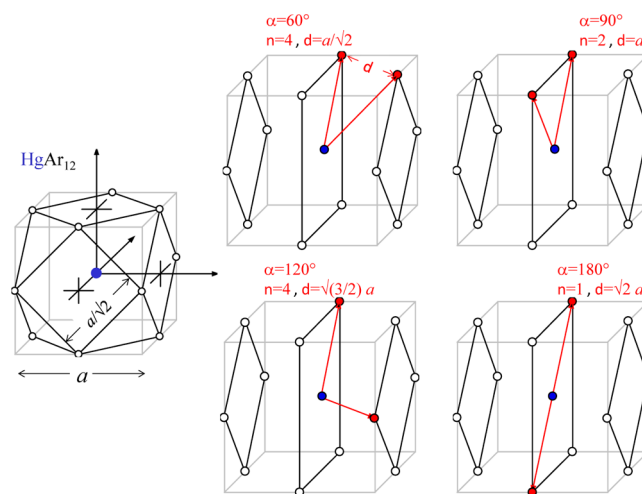 α=60°
n=4 , d=a/√2
d
α=90°
n=2, d=a
HgAr₁₂
a/√2
a
α=120°
n=4, d=√(3/2) a
α=180°
n=1, d=√2 a